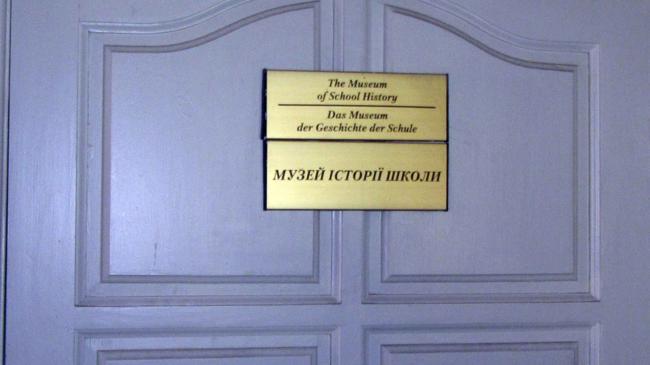 The Museum
of School History
Das Museum
der Geschichte der Schule
МУЗЕЙ ІСТОРІЇ ШКОЛИ